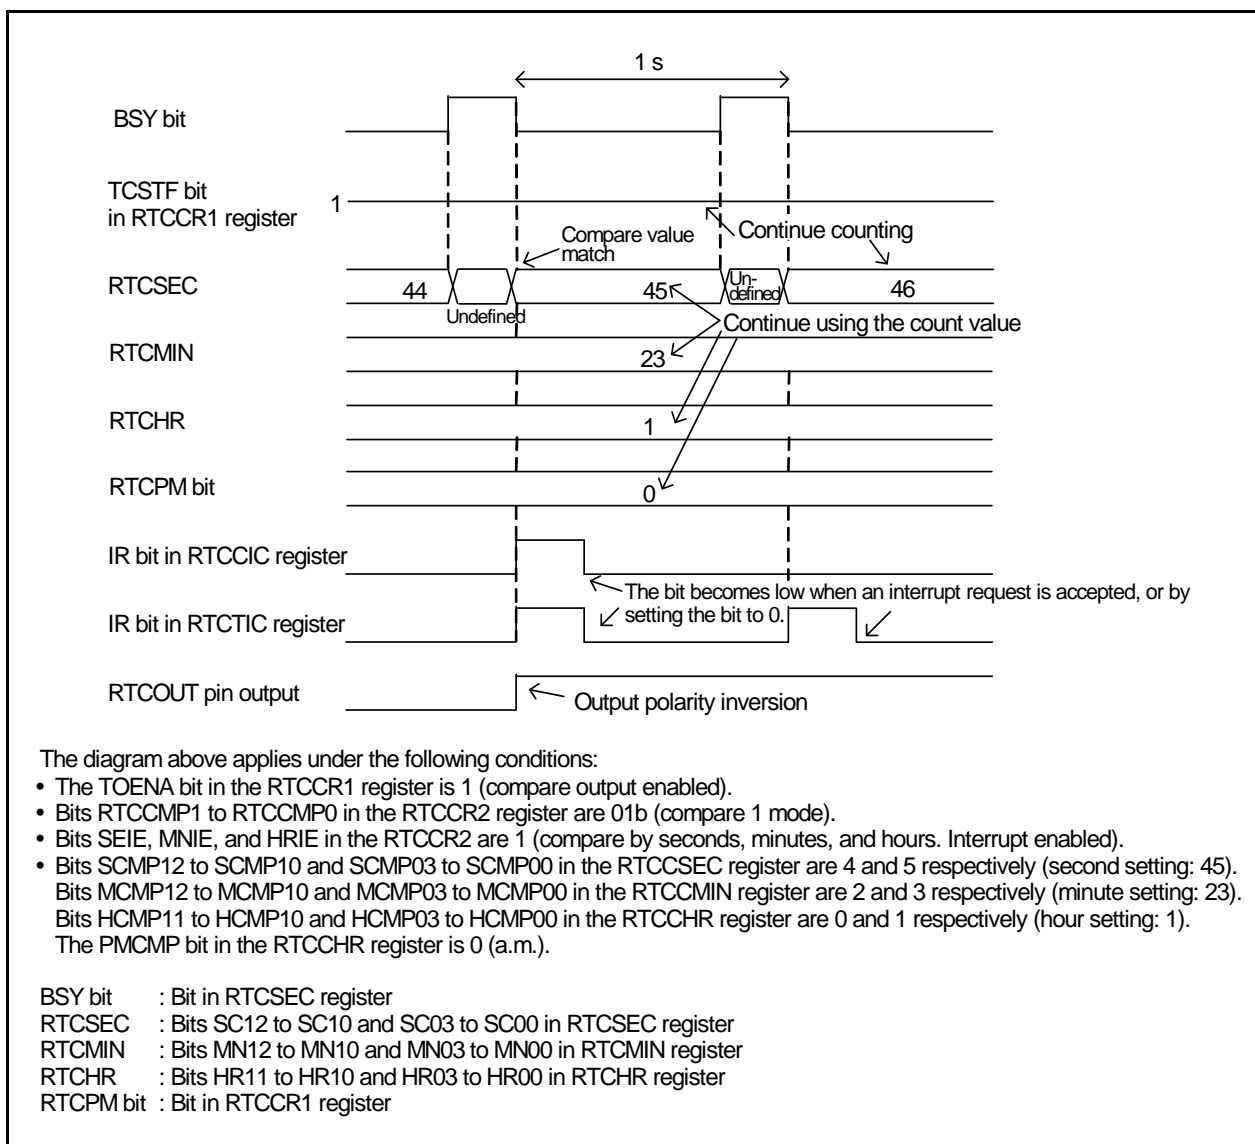 1 s
BSY bit
TCSTF bit
in RTCCR1 register
1
Continue counting
Compare value
match
RTCSEC
44
Undefined
45
Un-
defined
46
Continue using the count value
RTCMIN
23
RTCHR
1
RTCPM bit
0
IR bit in RTCCIC register
The bit becomes low when an interrupt request is accepted, or by
setting the bit to 0.
IR bit in RTCTIC register
RTCOUT pin output
Output polarity inversion
The diagram above applies under the following conditions:
• The TOENA bit in the RTCCR1 register is 1 (compare output enabled).
• Bits RTCCMP1 to RTCCMP0 in the RTCCR2 register are 01b (compare 1 mode).
• Bits SEIE, MNIE, and HRIE in the RTCCR2 are 1 (compare by seconds, minutes, and hours. Interrupt enabled).
• Bits SCMP12 to SCMP10 and SCMP03 to SCMP00 in the RTCCSEC register are 4 and 5 respectively (second setting: 45).
Bits MCMP12 to MCMP10 and MCMP03 to MCMP00 in the RTCCMIN register are 2 and 3 respectively (minute setting: 23).
Bits HCMP11 to HCMP10 and HCMP03 to HCMP00 in the RTCCHR register are 0 and 1 respectively (hour setting: 1).
The PMCMP bit in the RTCCHR register is 0 (a.m.).
BSY bit : Bit in RTCSEC register
RTCSEC : Bits SC12 to SC10 and SC03 to SC00 in RTCSEC register
RTCMIN : Bits MN12 to MN10 and MN03 to MN00 in RTCMIN register
RTCHR : Bits HR11 to HR10 and HR03 to HR00 in RTCHR register
RTCPM bit : Bit in RTCCR1 register